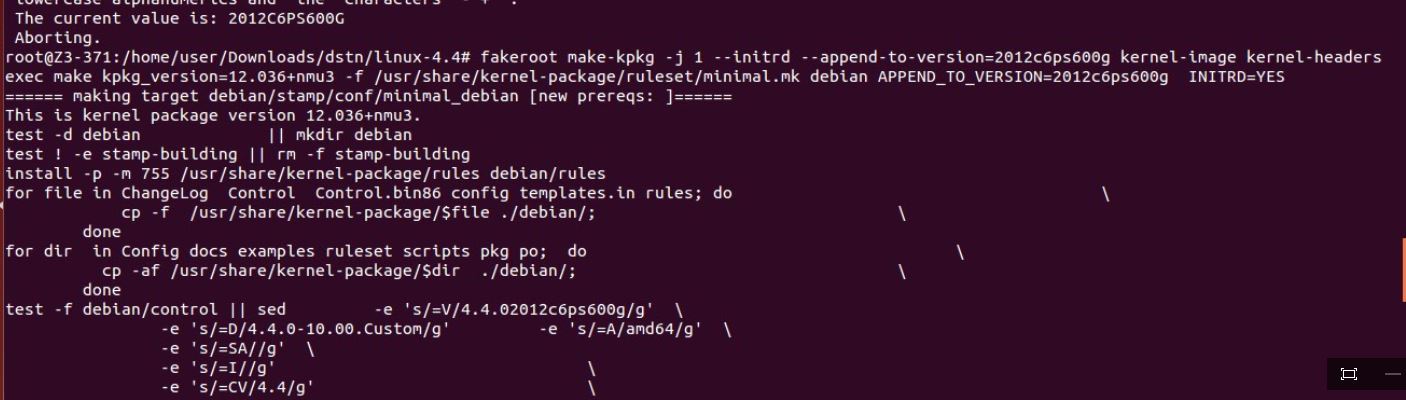 lowercase alphanumerics and the characters - + .
 The current value is: 2012C6PS600G
 Aborting.
root@Z3-371:/home/user/Downloads/dstn/linux-4.4# fakeroot make-kpkg -j 1 --initrd --append-to-version=2012c6ps600g kernel-image kernel-headers
exec make kpkg_version=12.036+nmu3 -f /usr/share/kernel-package/ruleset/minimal.mk debian APPEND_TO_VERSION=2012c6ps600g  INITRD=YES
====== making target debian/stamp/conf/minimal_debian [new prereqs: ]======
This is kernel package version 12.036+nmu3.
test -d debian             || mkdir debian
test ! -e stamp-building || rm -f stamp-building
install -p -m 755 /usr/share/kernel-package/rules debian/rules
for file in ChangeLog  Control  Control.bin86 config templates.in rules; do                                      \
            cp -f  /usr/share/kernel-package/$file ./debian/;                               \
        done
for dir  in Config docs examples ruleset scripts pkg po;  do                                      \
          cp -af /usr/share/kernel-package/$dir  ./debian/;                                 \
        done
test -f debian/control || sed         -e 's/=V/4.4.02012c6ps600g/g'  \
                -e 's/=D/4.4.0-10.00.Custom/g'         -e 's/=A/amd64/g'  \
                -e 's/=SA//g'  \
                -e 's/=I//g'                                \
                -e 's/=CV/4.4/g'                            \